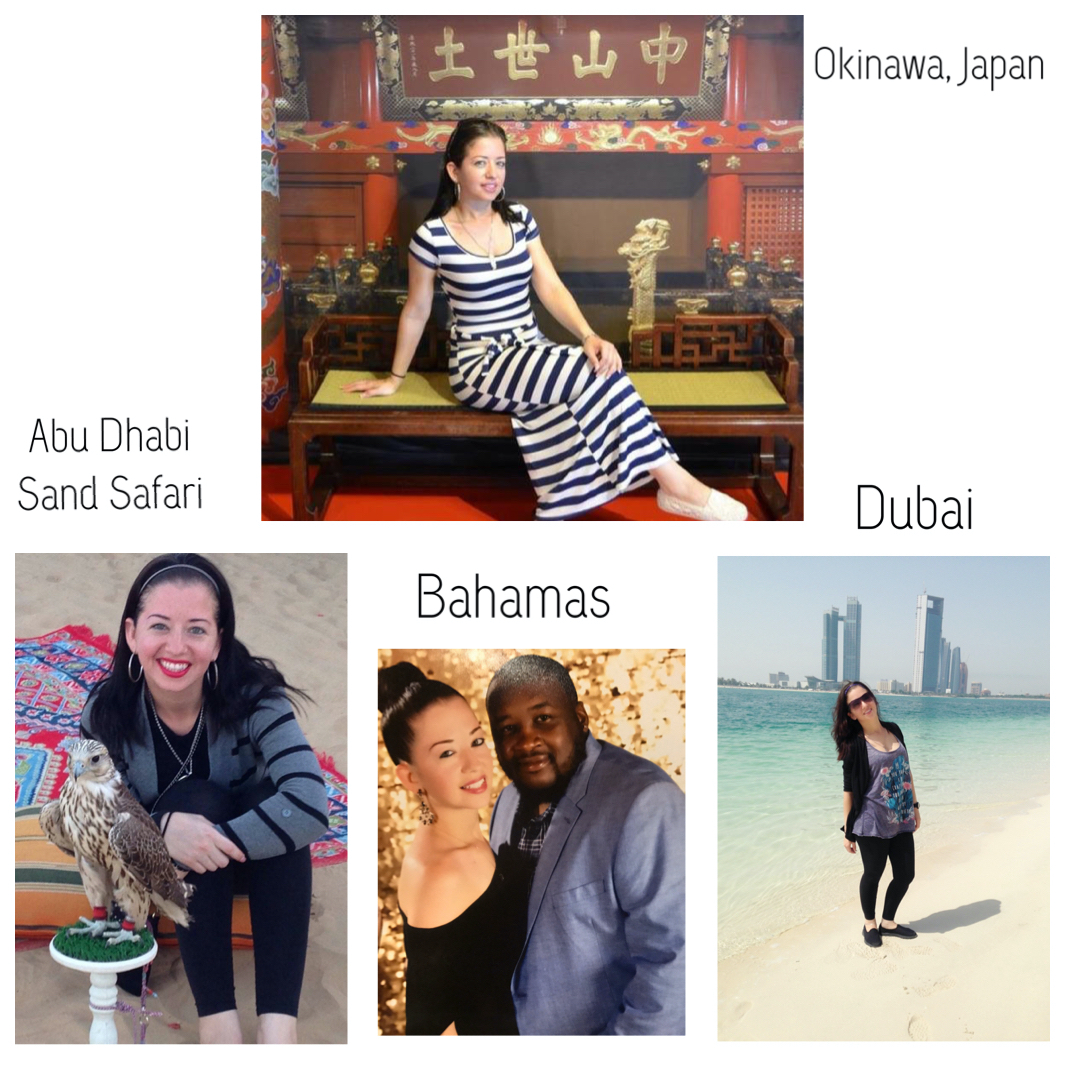 中山世土
Okinawa, Japan
Abu Dhabi
Sand Safari
Dubai
Bahamas